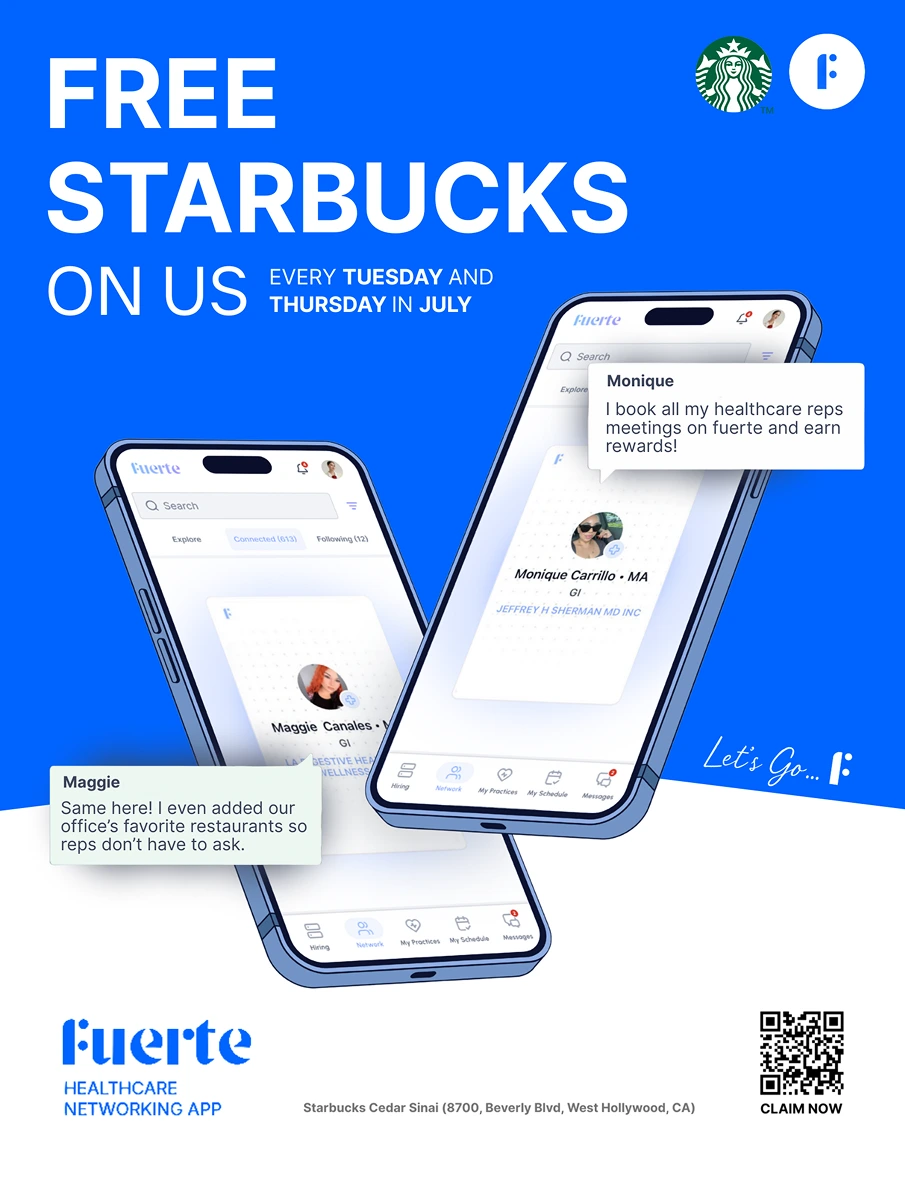 FREE
STARBUCKS
ON US
EVERY TUESDAY AND
THURSDAY IN JULY
Fuerte
Search
Explore
Monique
I book all my healthcare reps
meetings on fuerte and earn
rewards!
Monique Carrillo • MA
GI
JEFFREY H SHERMAN MD INC
Hiring
Network
My Practices
My Schedule
Messages
Fuerte
Search
Explore
Connected (613)
Following (12)
Maggie Canales •
GI
Maggie
Same here! I even added our
office’s favorite restaurants so
reps don’t have to ask.
Hiring
Network
My Practices
My Schedule
Messages
Let's Go...
Fuerte
HEALTHCARE
NETWORKING APP
Starbucks Cedar Sinai (8700, Beverly Blvd, West Hollywood, CA)
CLAIM NOW